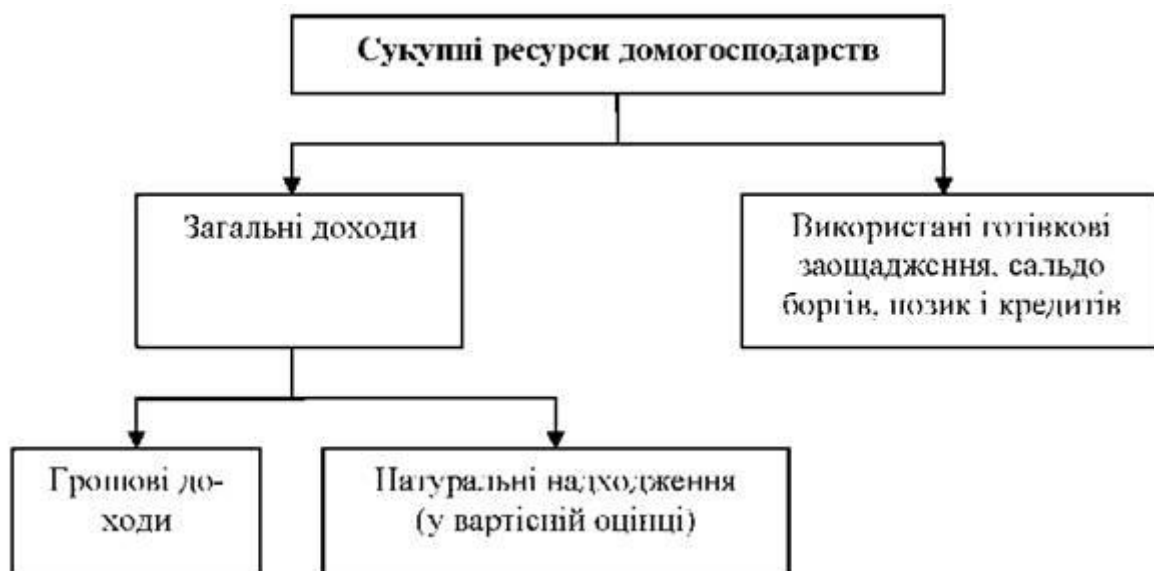 Сукупні ресурси домогосподарств
Загальні доходи
Використані готівкові
заощадження, сальдо
боргів, позик і кредитів
Грошові до-
ходи
Натуральні надходження
(у вартісній оцінці)